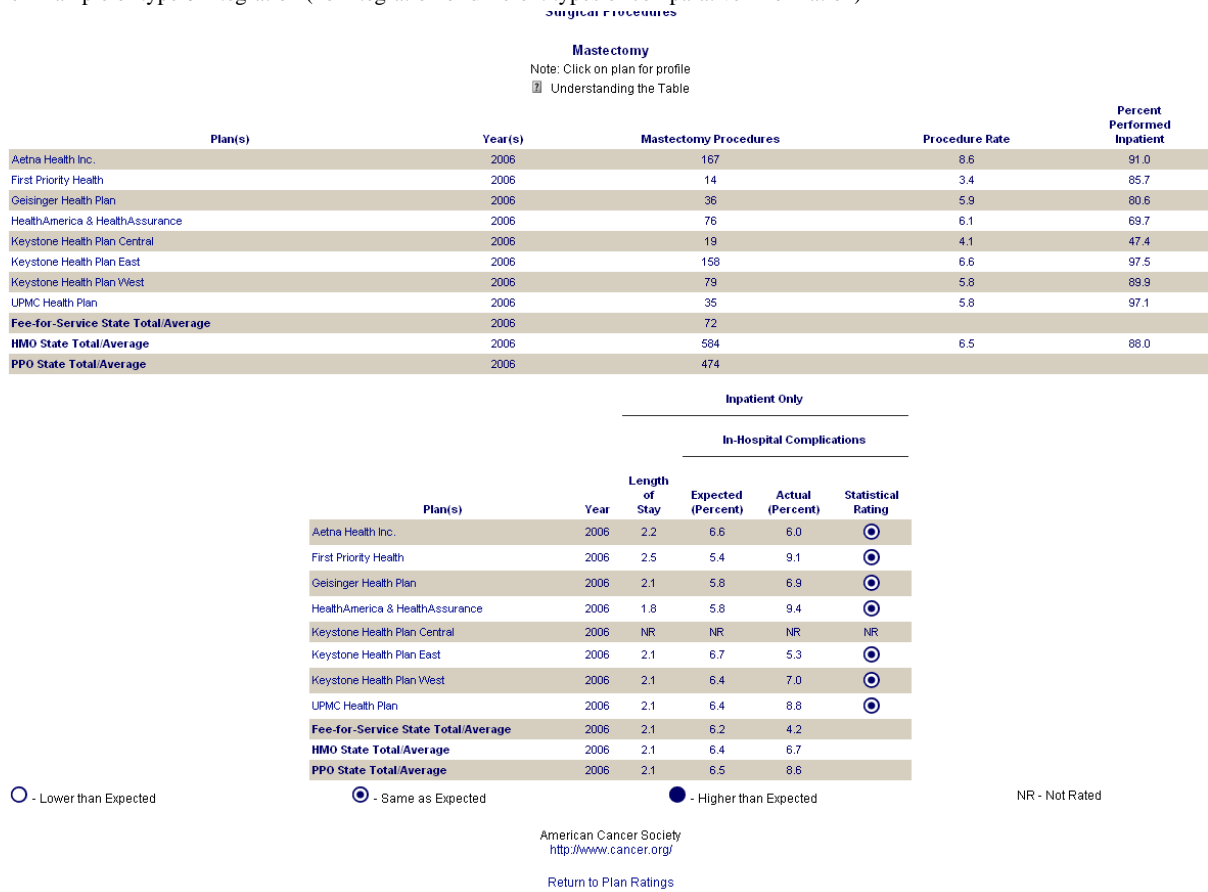 Surgical Procedures
Mastectomy
Note: Click on plan for profile
? Understanding the Table
Plan(s) Year(s) Mastectomy Procedures Procedure Rate Percent Performed Inpatient
Aetna Health Inc. 2006 167 8.6 91.0
First Priority Health 2006 14 3.4 85.7
Geisinger Health Plan 2006 36 5.9 80.6
HealthAmerica & HealthAssurance 2006 76 6.1 69.7
Keystone Health Plan Central 2006 19 4.1 47.4
Keystone Health Plan East 2006 158 6.6 97.5
Keystone Health Plan West 2006 79 5.8 89.9
UPMC Health Plan 2006 35 5.8 97.1
Fee-for-Service State Total/Average 2006 72
HMO State Total/Average 2006 584 6.5 88.0
PPO State Total/Average 2006 474
Inpatient Only
In-Hospital Complications
Plan(s) Year Length of Stay Expected (Percent) Actual (Percent) Statistical Rating
Aetna Health Inc. 2006 2.2 6.6 6.0
First Priority Health 2006 2.5 5.4 9.1
Geisinger Health Plan 2006 2.1 5.8 6.9
HealthAmerica & HealthAssurance 2006 1.8 5.8 9.4
Keystone Health Plan Central 2006 NR NR NR NR
Keystone Health Plan East 2006 2.1 6.7 5.3
Keystone Health Plan West 2006 2.1 6.4 7.0
UPMC Health Plan 2006 2.1 6.4 8.8
Fee-for-Service State Total/Average 2006 2.1 6.2 4.2
HMO State Total/Average 2006 2.1 6.4 6.7
PPO State Total/Average 2006 2.1 6.5 8.6
- Lower than Expected - Same as Expected - Higher than Expected NR - Not Rated
American Cancer Society
http://www.cancer.org/
Return to Plan Ratings